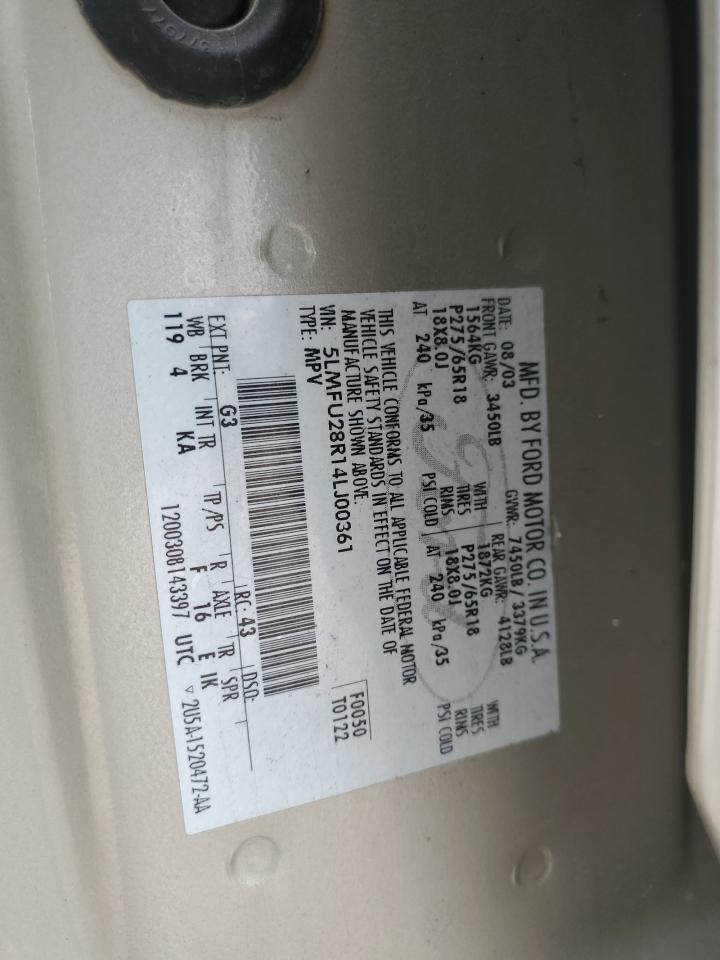 MFD. BY FORD MOTOR CO. IN U.S.A.
DATE: 08/03 GVWR: 7450LB/ 3379KG
FRONT GAWR: 3450LB REAR GAWR: 4128LB
1564KG WITH 1872KG WITH
P275/65R18 TIRES P275/65R18 TIRES
18X8.0J RIMS 18X8.0J RIMS
AT 240 kPa/35 PSI COLD AT 240 kPa/35 PSI COLD
THIS VEHICLE CONFORMS TO ALL APPLICABLE FEDERAL MOTOR
VEHICLE SAFETY STANDARDS IN EFFECT ON THE DATE OF
MANUFACTURE SHOWN ABOVE.
VIN: 5LMFU28R14LJ00361
TYPE: MPV
F0050
T0122
EXT PNT: G3 RC: 43 DSO:
WB BRK INT TR TP/PS R AXLE TR SPR
119 4 KA F 16 E IK
1200308143397 UTC ▽ 2U5A-1520472-AA